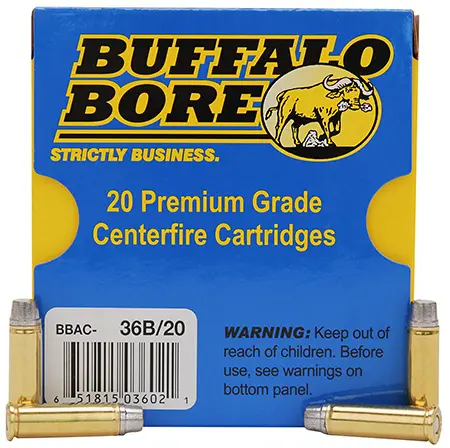 BUFFALO
BORE
STRICTLY BUSINESS.
20 Premium Grade
Centerfire Cartridges
BBAC- 36B/20
6 51815 03602 1
WARNING: Keep out of
reach of children. Before
use, see warnings on
bottom panel.